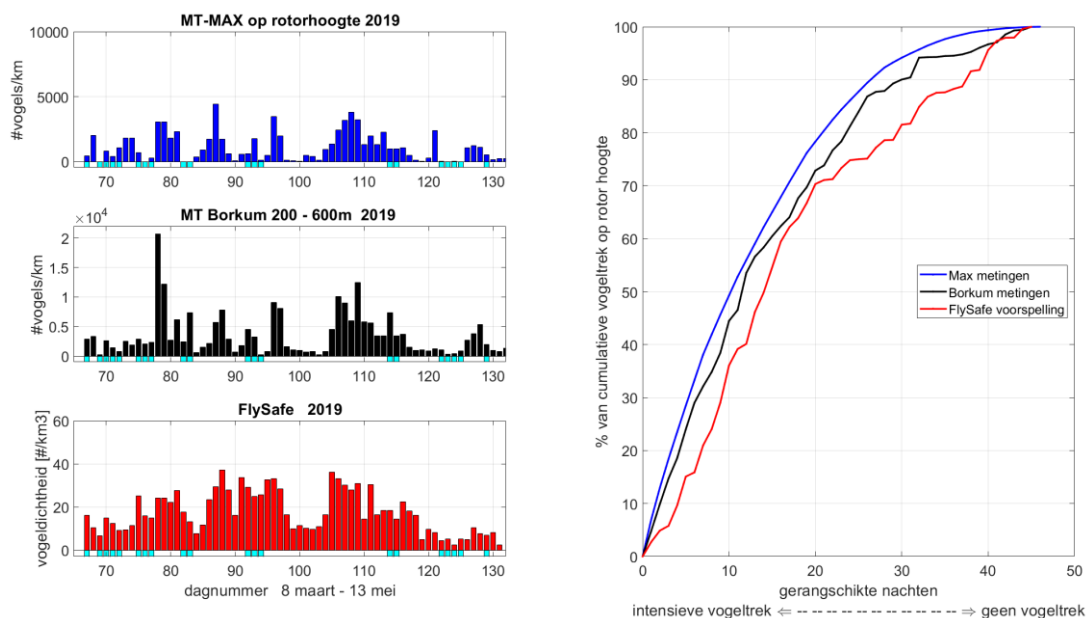 MT-MAX op rotorhoogte 2019
#vogels/km
10000
5000
0
70 80 90 100 110 120 130
MT Borkum 200 - 600m 2019
×10⁴
#vogels/km
2
1.5
1
0.5
0
70 80 90 100 110 120 130
FlySafe 2019
vogeldichtheid [#/km3]
60
40
20
0
70 80 90 100 110 120 130
dagnummer 8 maart - 13 mei
% van cumulatieve vogeltrek op rotor hoogte
100
90
80
70
60
50
40
30
20
10
0
Max metingen
Borkum metingen
FlySafe voorspelling
0 10 20 30 40 50
gerangschikte nachten
intensieve vogeltrek ⇐ -- -- -- -- -- -- -- -- -- -- ⇒ geen vogeltrek